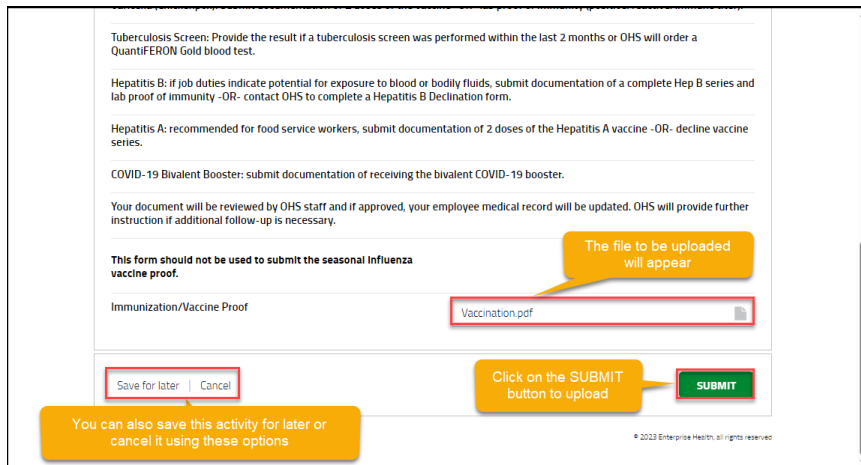 Tuberculosis Screen: Provide the result if a tuberculosis screen was performed within the last 2 months or OHS will order a
QuantiFERON Gold blood test.
Hepatitis B: if job duties indicate potential for exposure to blood or bodily fluids, submit documentation of a complete Hep B series and
lab proof of immunity -OR- contact OHS to complete a Hepatitis B Declination form.
Hepatitis A: recommended for food service workers, submit documentation of 2 doses of the Hepatitis A vaccine -OR- decline vaccine
series.
COVID-19 Bivalent Booster: submit documentation of receiving the bivalent COVID-19 booster.
Your document will be reviewed by OHS staff and if approved, your employee medical record will be updated. OHS will provide further
instruction if additional follow-up is necessary.
The file to be uploaded
will appear
This form should not be used to submit the seasonal Influenza
vaccine proof.
Immunization/Vaccine Proof
Vaccination.pdf
Save for later | Cancel
Click on the SUBMIT
button to upload
SUBMIT
You can also save this activity for later or
cancel it using these options
© 2023 Enterprise Health, all rights reserved